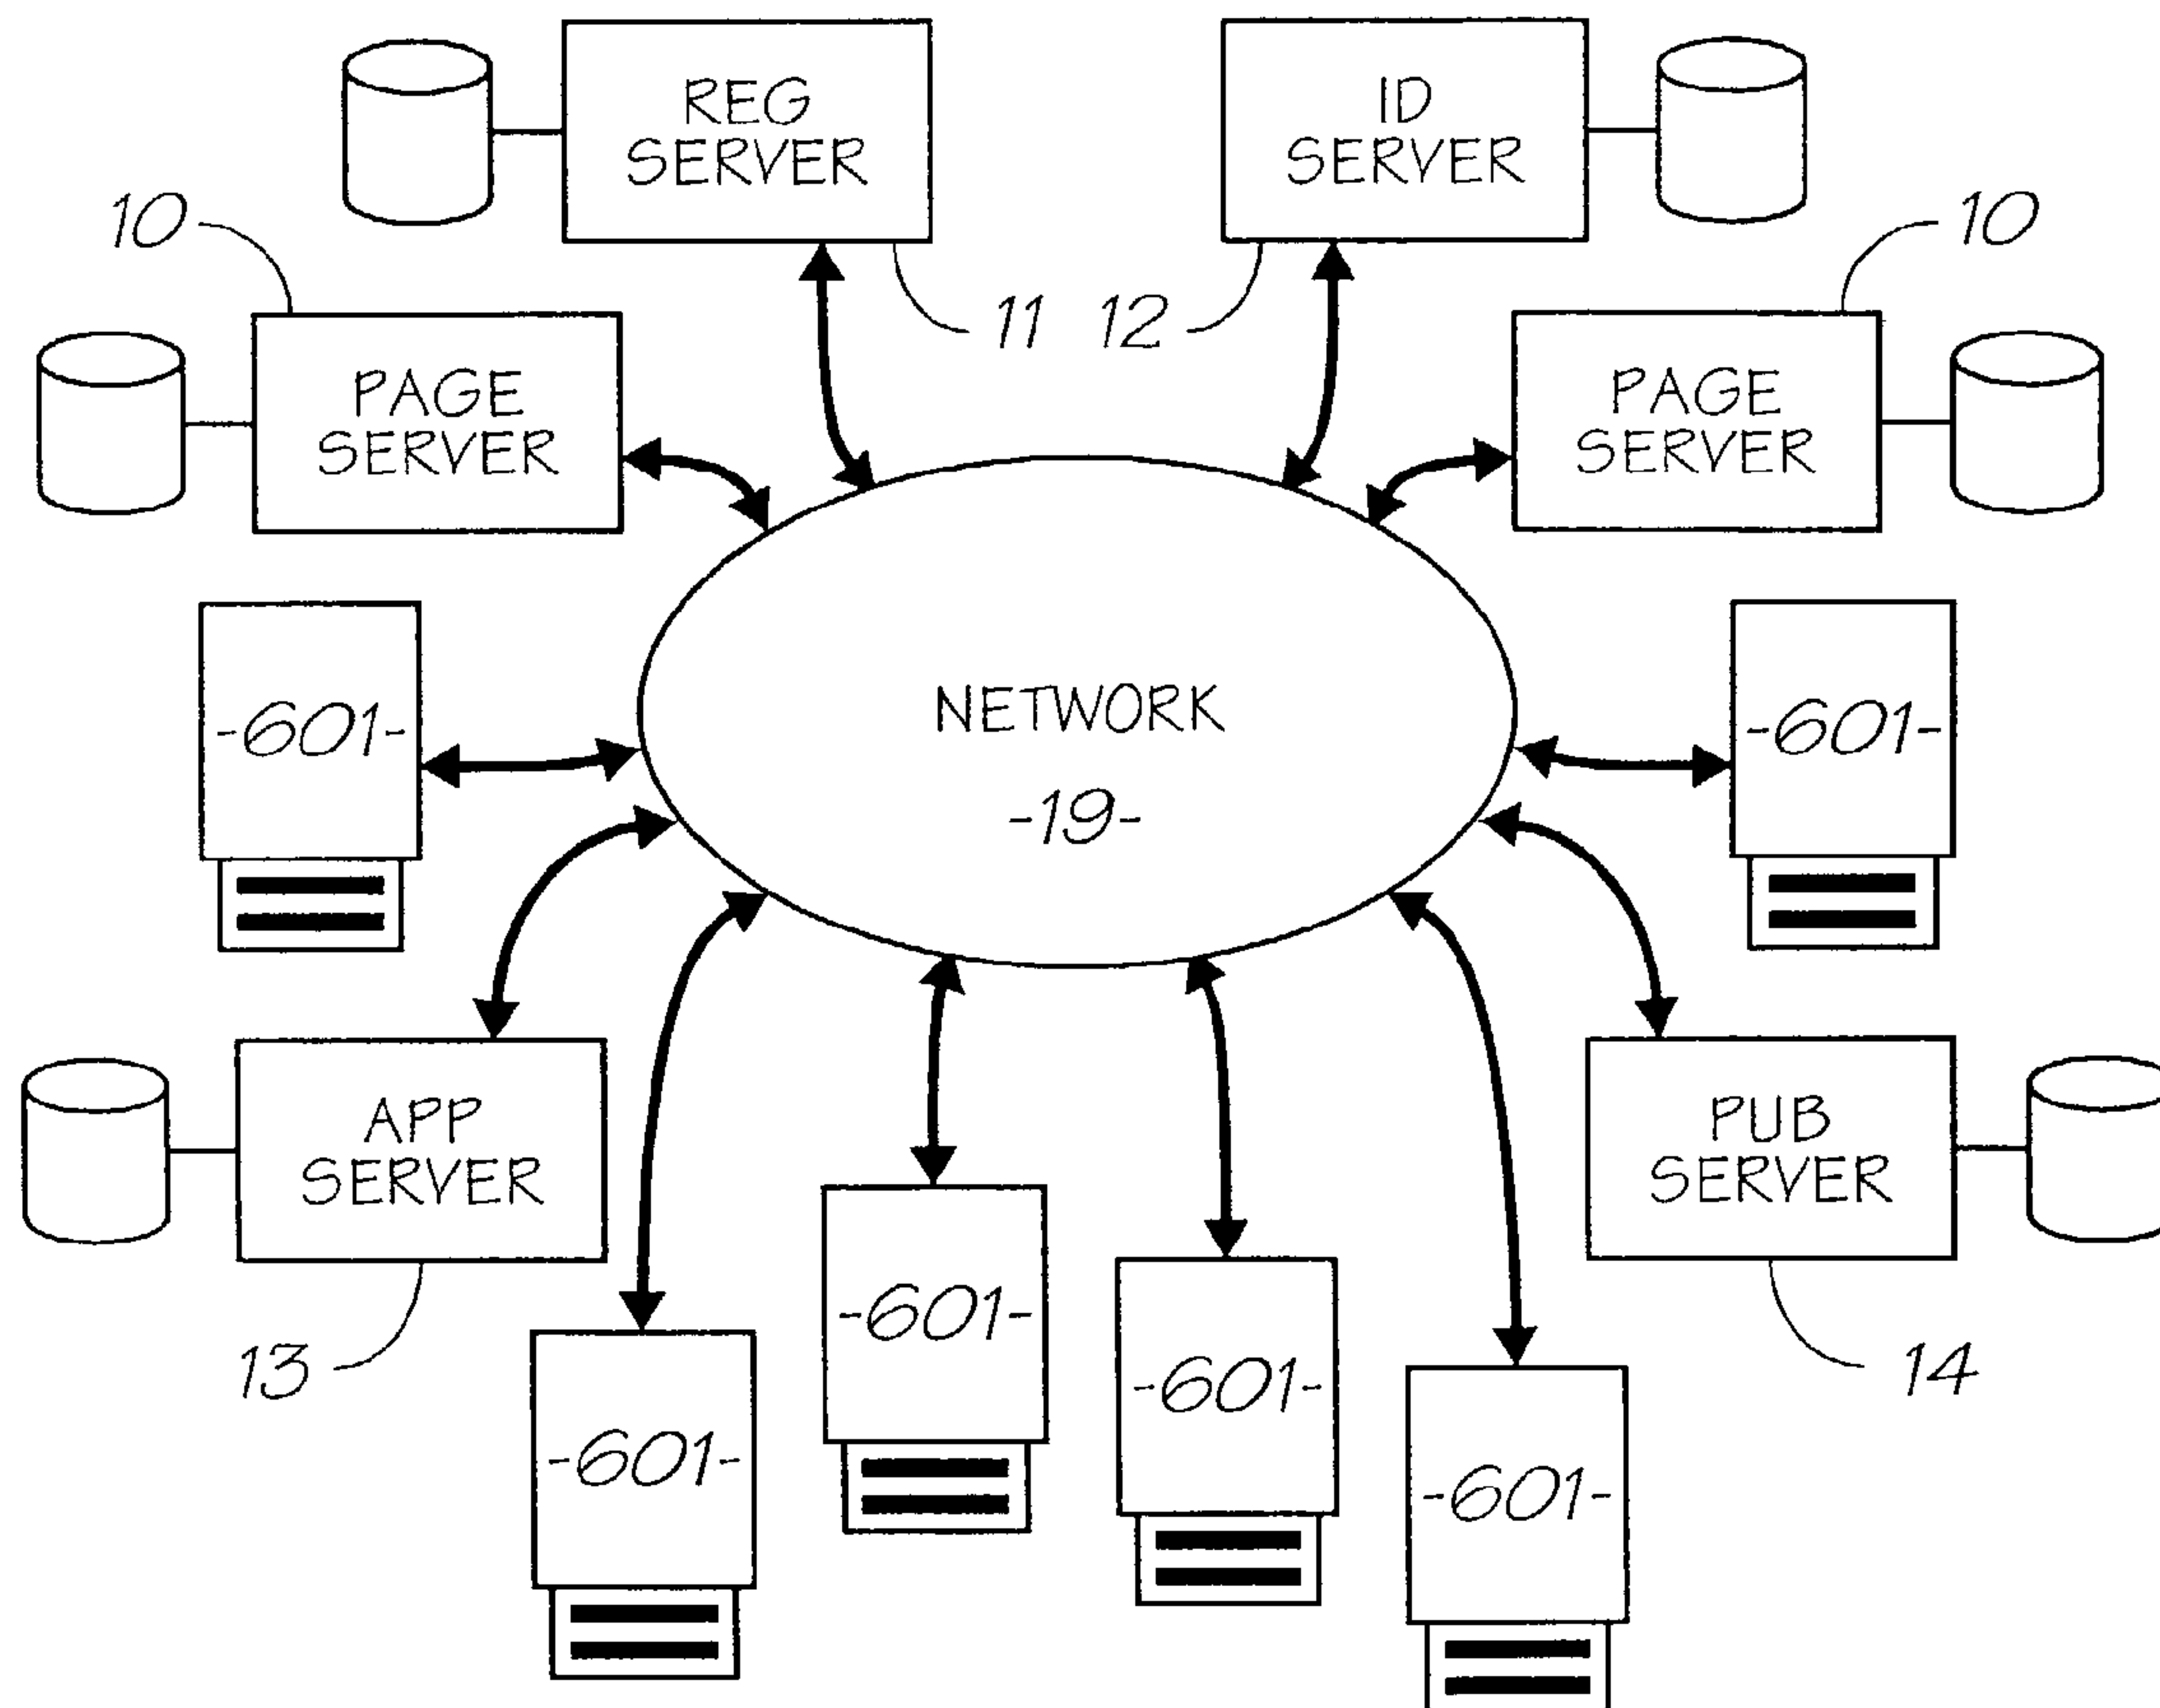 REG
SERVER
ID
SERVER
10
10
11
12
PAGE
SERVER
PAGE
SERVER
-601-
NETWORK
-19-
-601-
APP
SERVER
PUB
SERVER
13
-601-
-601-
-601-
-601-
14